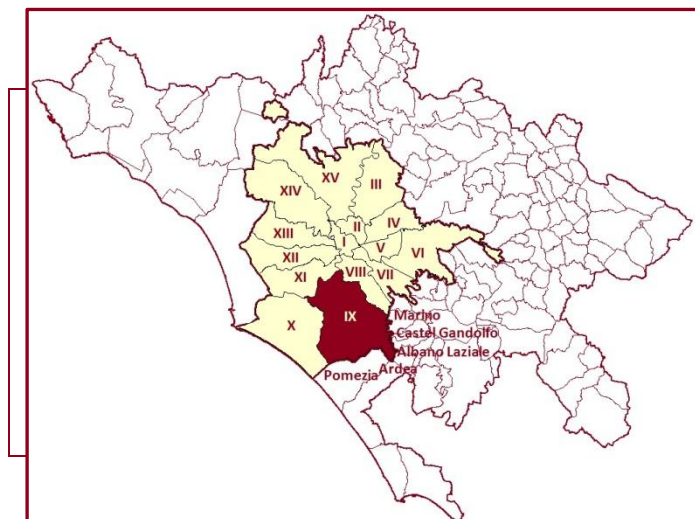 XV
III
XIV
II
IV
XIII
I
V
VI
XII
VIII
VII
XI
IX
X
Marino
Castel Gandolfo
Albano Laziale
Ardea
Pomezia